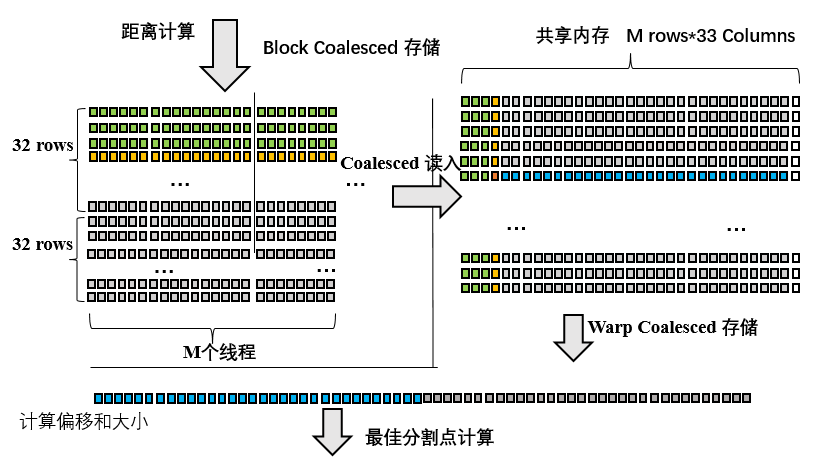 距离计算
Block Coalesced 存储
共享内存 M rows*33 Columns
32 rows
...
...
Coalesced 读入
32 rows
...
...
...
...
M个线程
Warp Coalesced 存储
计算偏移和大小
最佳分割点计算